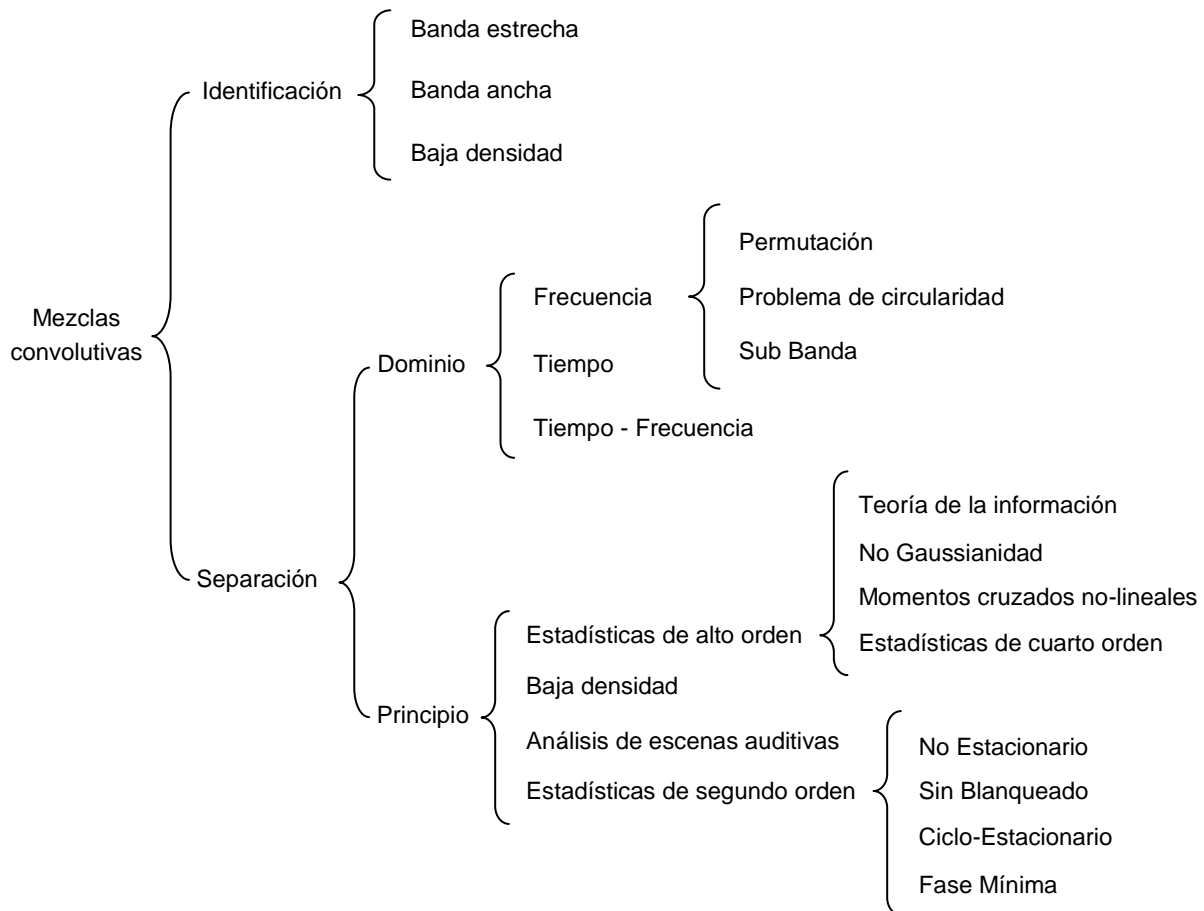 Banda estrecha
Identificación
Banda ancha
Baja densidad
Permutación
Frecuencia
Problema de circularidad
Mezclas
convolutivas
Sub Banda
Dominio
Tiempo
Tiempo - Frecuencia
Teoría de la información
No Gaussianidad
Separación
Momentos cruzados no-lineales
Estadísticas de alto orden
Estadísticas de cuarto orden
Baja densidad
Principio
Análisis de escenas auditivas
No Estacionario
Estadísticas de segundo orden
Sin Blanqueado
Ciclo-Estacionario
Fase Mínima